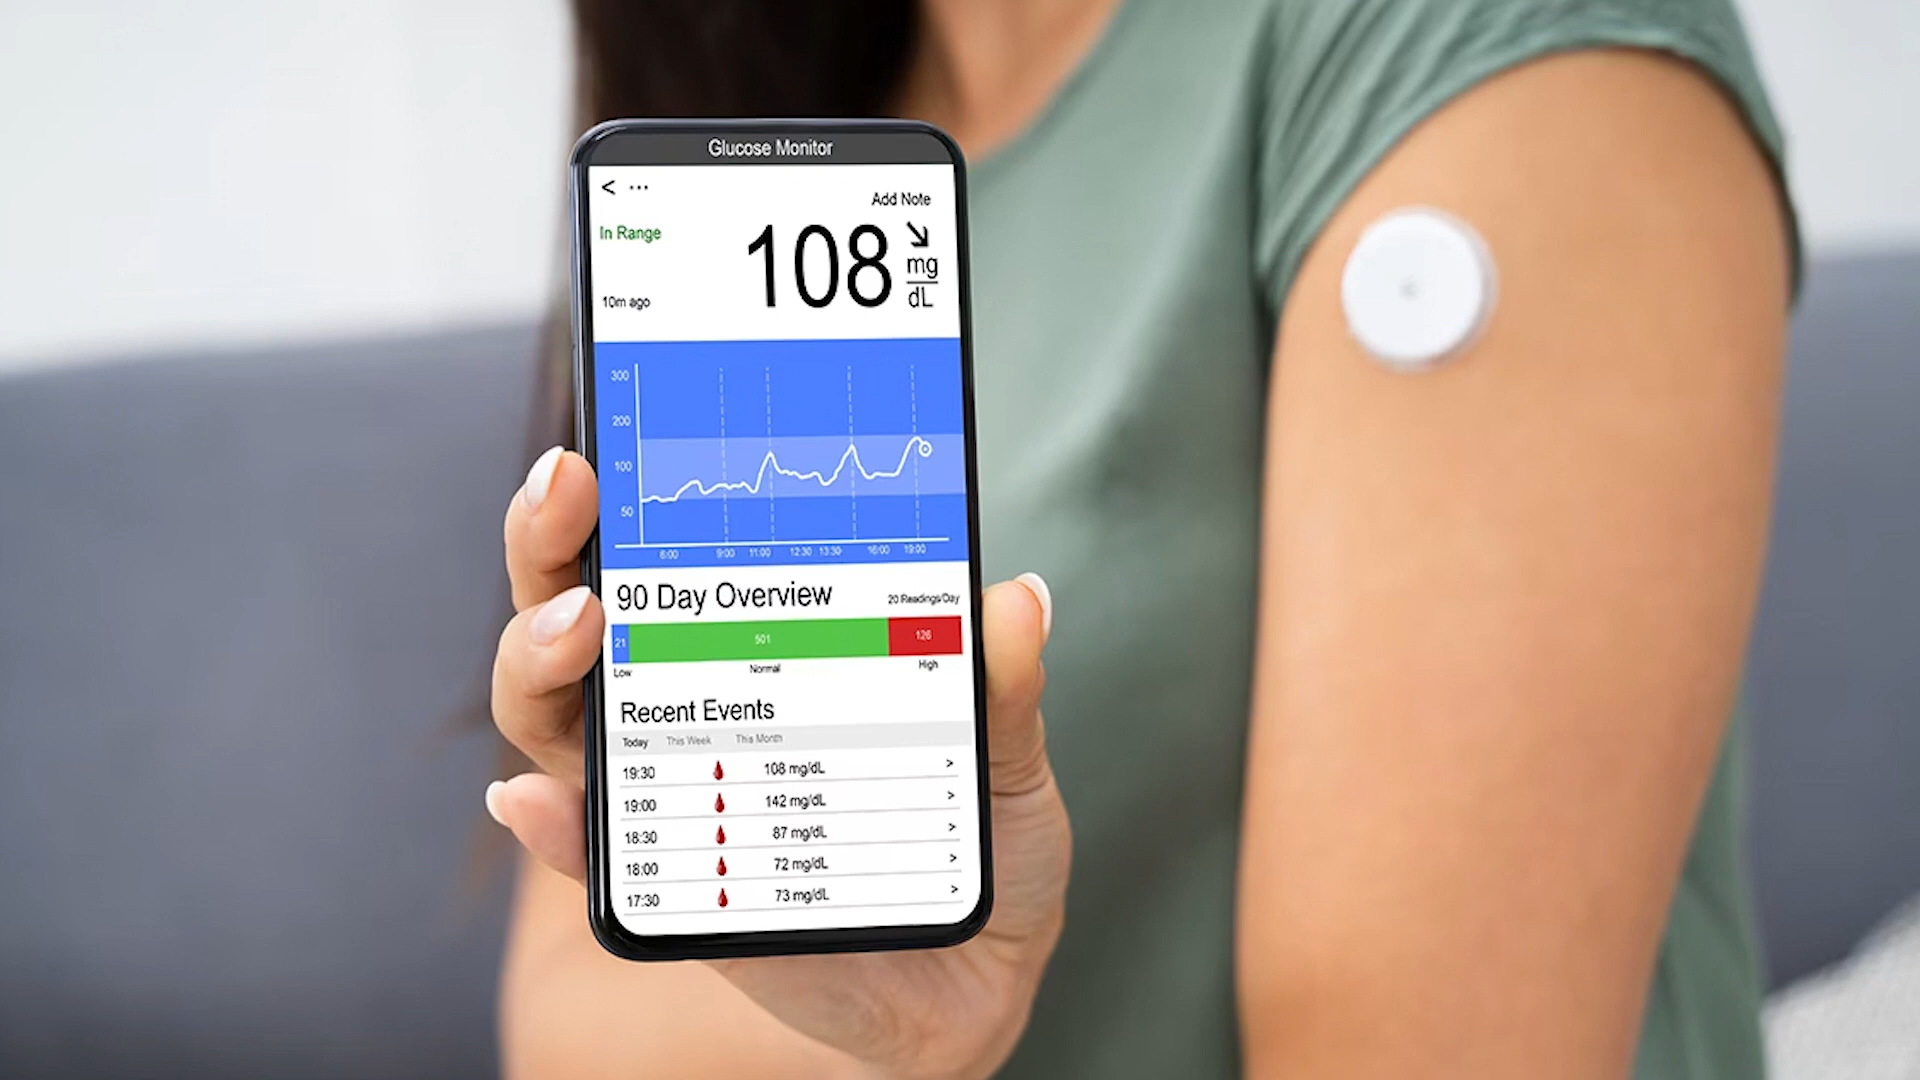 Glucose Monitor
< ...
Add Note
In Range
108 mg/dL
10m ago
300
200
100
50
6:00 9:00 11:00 12:30 13:30 16:00 19:00
90 Day Overview 20 Readings/Day
21 501 126
Low Normal High
Recent Events
Today This Week This Month
19:30 108 mg/dL >
19:00 142 mg/dL >
18:30 87 mg/dL >
18:00 72 mg/dL >
17:30 73 mg/dL >